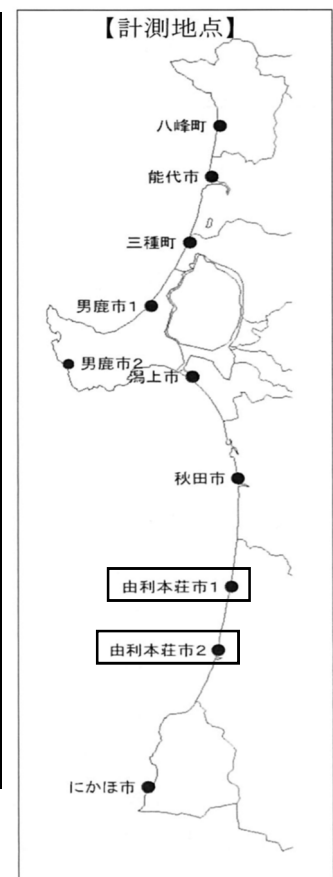 【計測地点】
八峰町
能代市
三種町
男鹿市1
男鹿市2
潟上市
秋田市
由利本荘市1
由利本荘市2
にかほ市